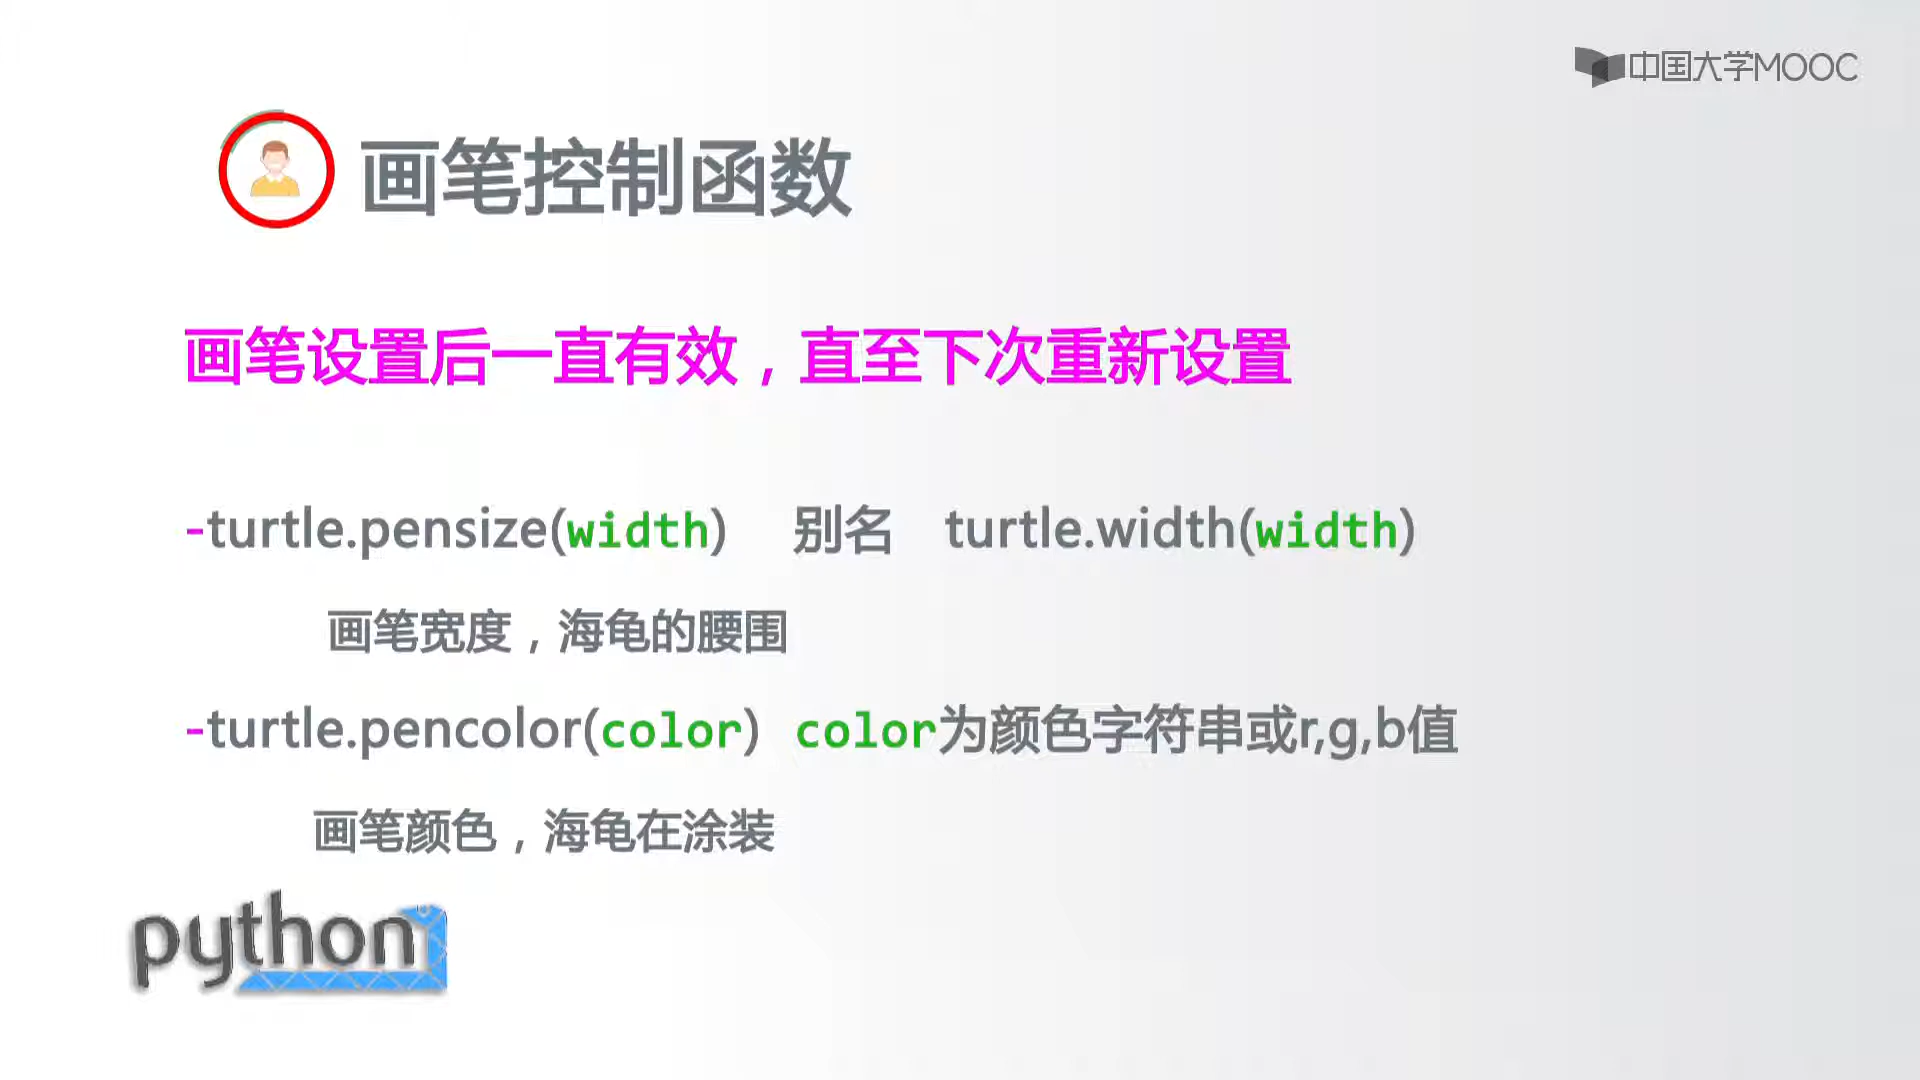 中国大学MOOC
画笔控制函数
画笔设置后一直有效，直至下次重新设置
-turtle.pensize(width) 别名 turtle.width(width)
画笔宽度，海龟的腰围
-turtle.pencolor(color) color为颜色字符串或r,g,b值
画笔颜色，海龟在涂装
python